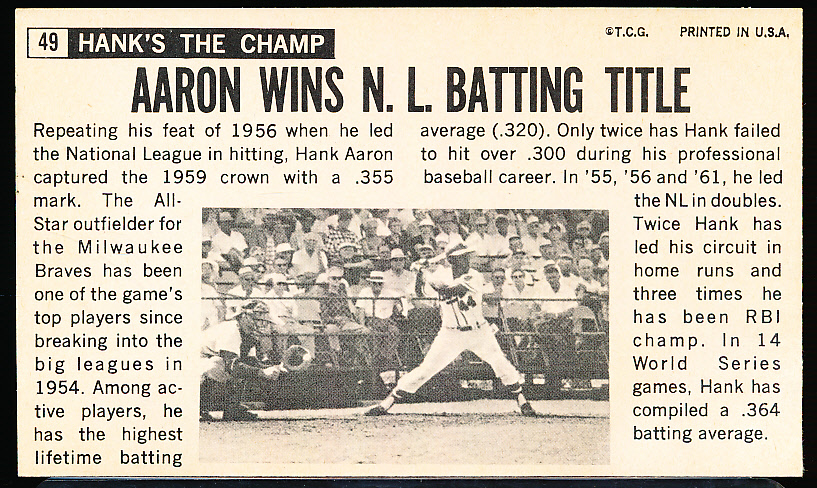 49 HANK'S THE CHAMP
©T.C.G. PRINTED IN U.S.A.
AARON WINS N. L. BATTING TITLE
Repeating his feat of 1956 when he led
the National League in hitting, Hank Aaron
captured the 1959 crown with a .355
mark. The All-
Star outfielder for
the Milwaukee
Braves has been
one of the game's
top players since
breaking into the
big leagues in
1954. Among ac-
tive players, he
has the highest
lifetime batting
average (.320). Only twice has Hank failed
to hit over .300 during his professional
baseball career. In '55, '56 and '61, he led
the NL in doubles.
Twice Hank has
led his circuit in
home runs and
three times he
has been RBI
champ. In 14
World Series
games, Hank has
compiled a .364
batting average.
44